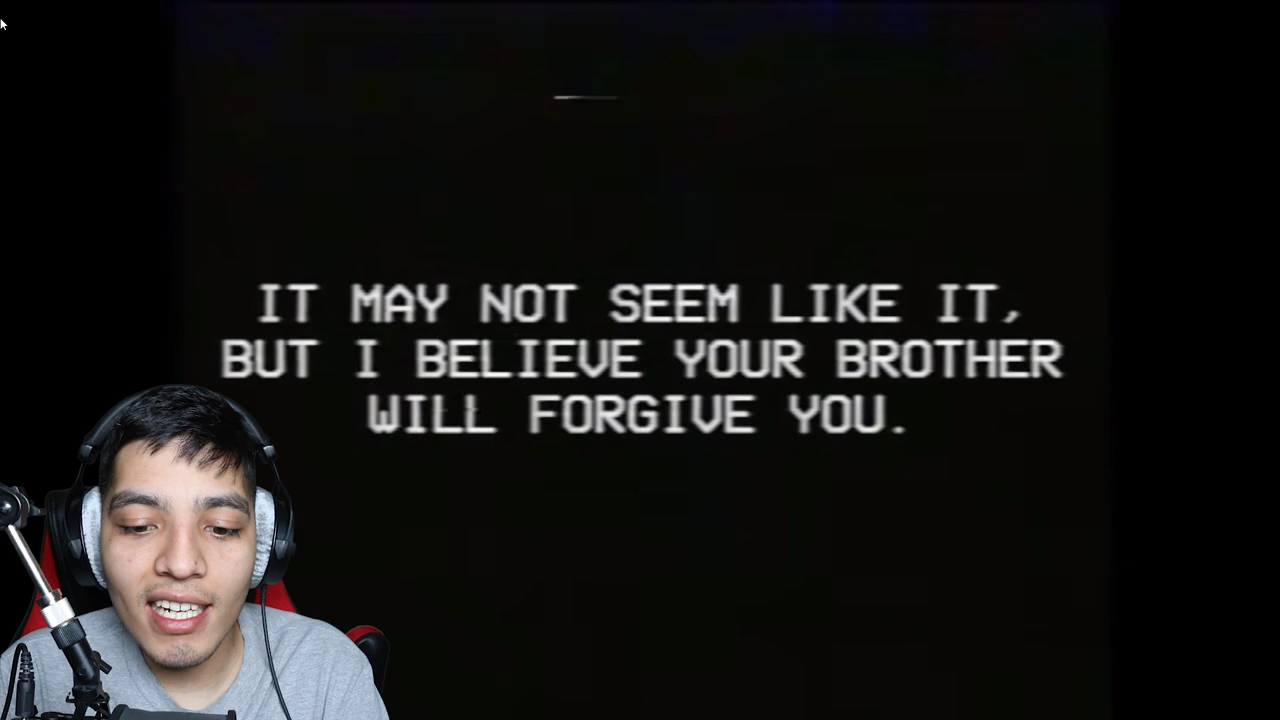 IT MAY NOT SEEM LIKE IT,
BUT I BELIEVE YOUR BROTHER
WILL FORGIVE YOU.